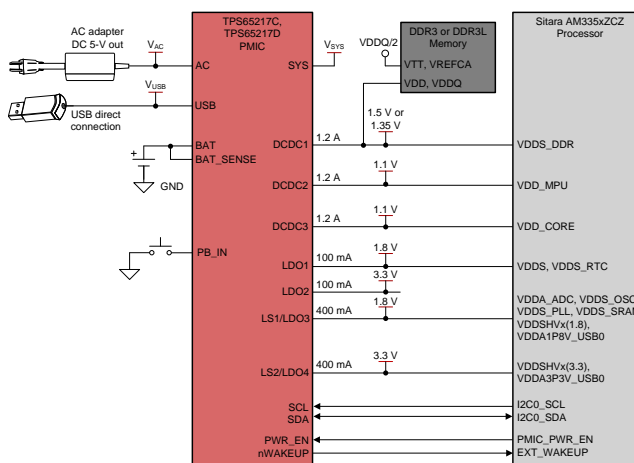 AC adapter
DC 5-V out
VAC
TPS65217C,
TPS65217D
PMIC
VSYS
VDDQ/2
DDR3 or DDR3L
Memory
Sitara AM335xZCZ
Processor
AC
SYS
VTT, VREFCA
VDD, VDDQ
VUSB
USB
USB direct
connection
1.5 V or
1.35 V
BAT
BAT_SENSE
+
GND
DCDC1
1.2 A
VDDS_DDR
DCDC2
1.2 A
1.1 V
VDD_MPU
DCDC3
1.2 A
1.1 V
VDD_CORE
PB_IN
LDO1
100 mA
1.8 V
VDDS, VDDS_RTC
LDO2
100 mA
3.3 V
LS1/LDO3
400 mA
1.8 V
VDDA_ADC, VDDS_OSC
VDDS_PLL, VDDS_SRAM
VDDSHVx(1.8),
VDDA1P8V_USB0
LS2/LDO4
400 mA
3.3 V
VDDSHVx(3.3),
VDDA3P3V_USB0
SCL
I2C0_SCL
SDA
I2C0_SDA
PWR_EN
PMIC_PWR_EN
nWAKEUP
EXT_WAKEUP